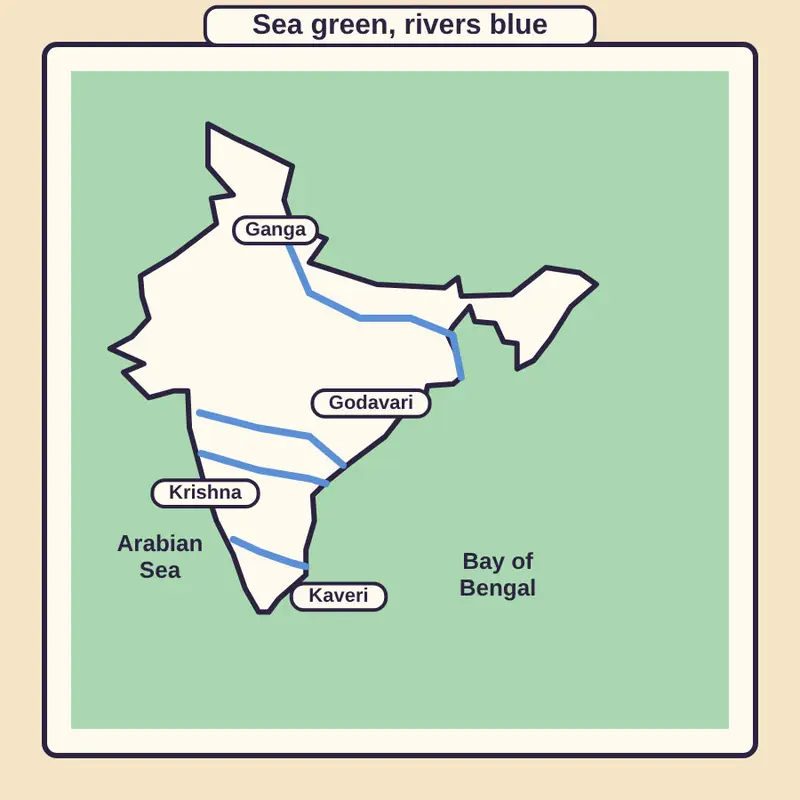 Sea green, rivers blue
Ganga
Godavari
Krishna
Arabian
Sea
Bay of
Bengal
Kaveri